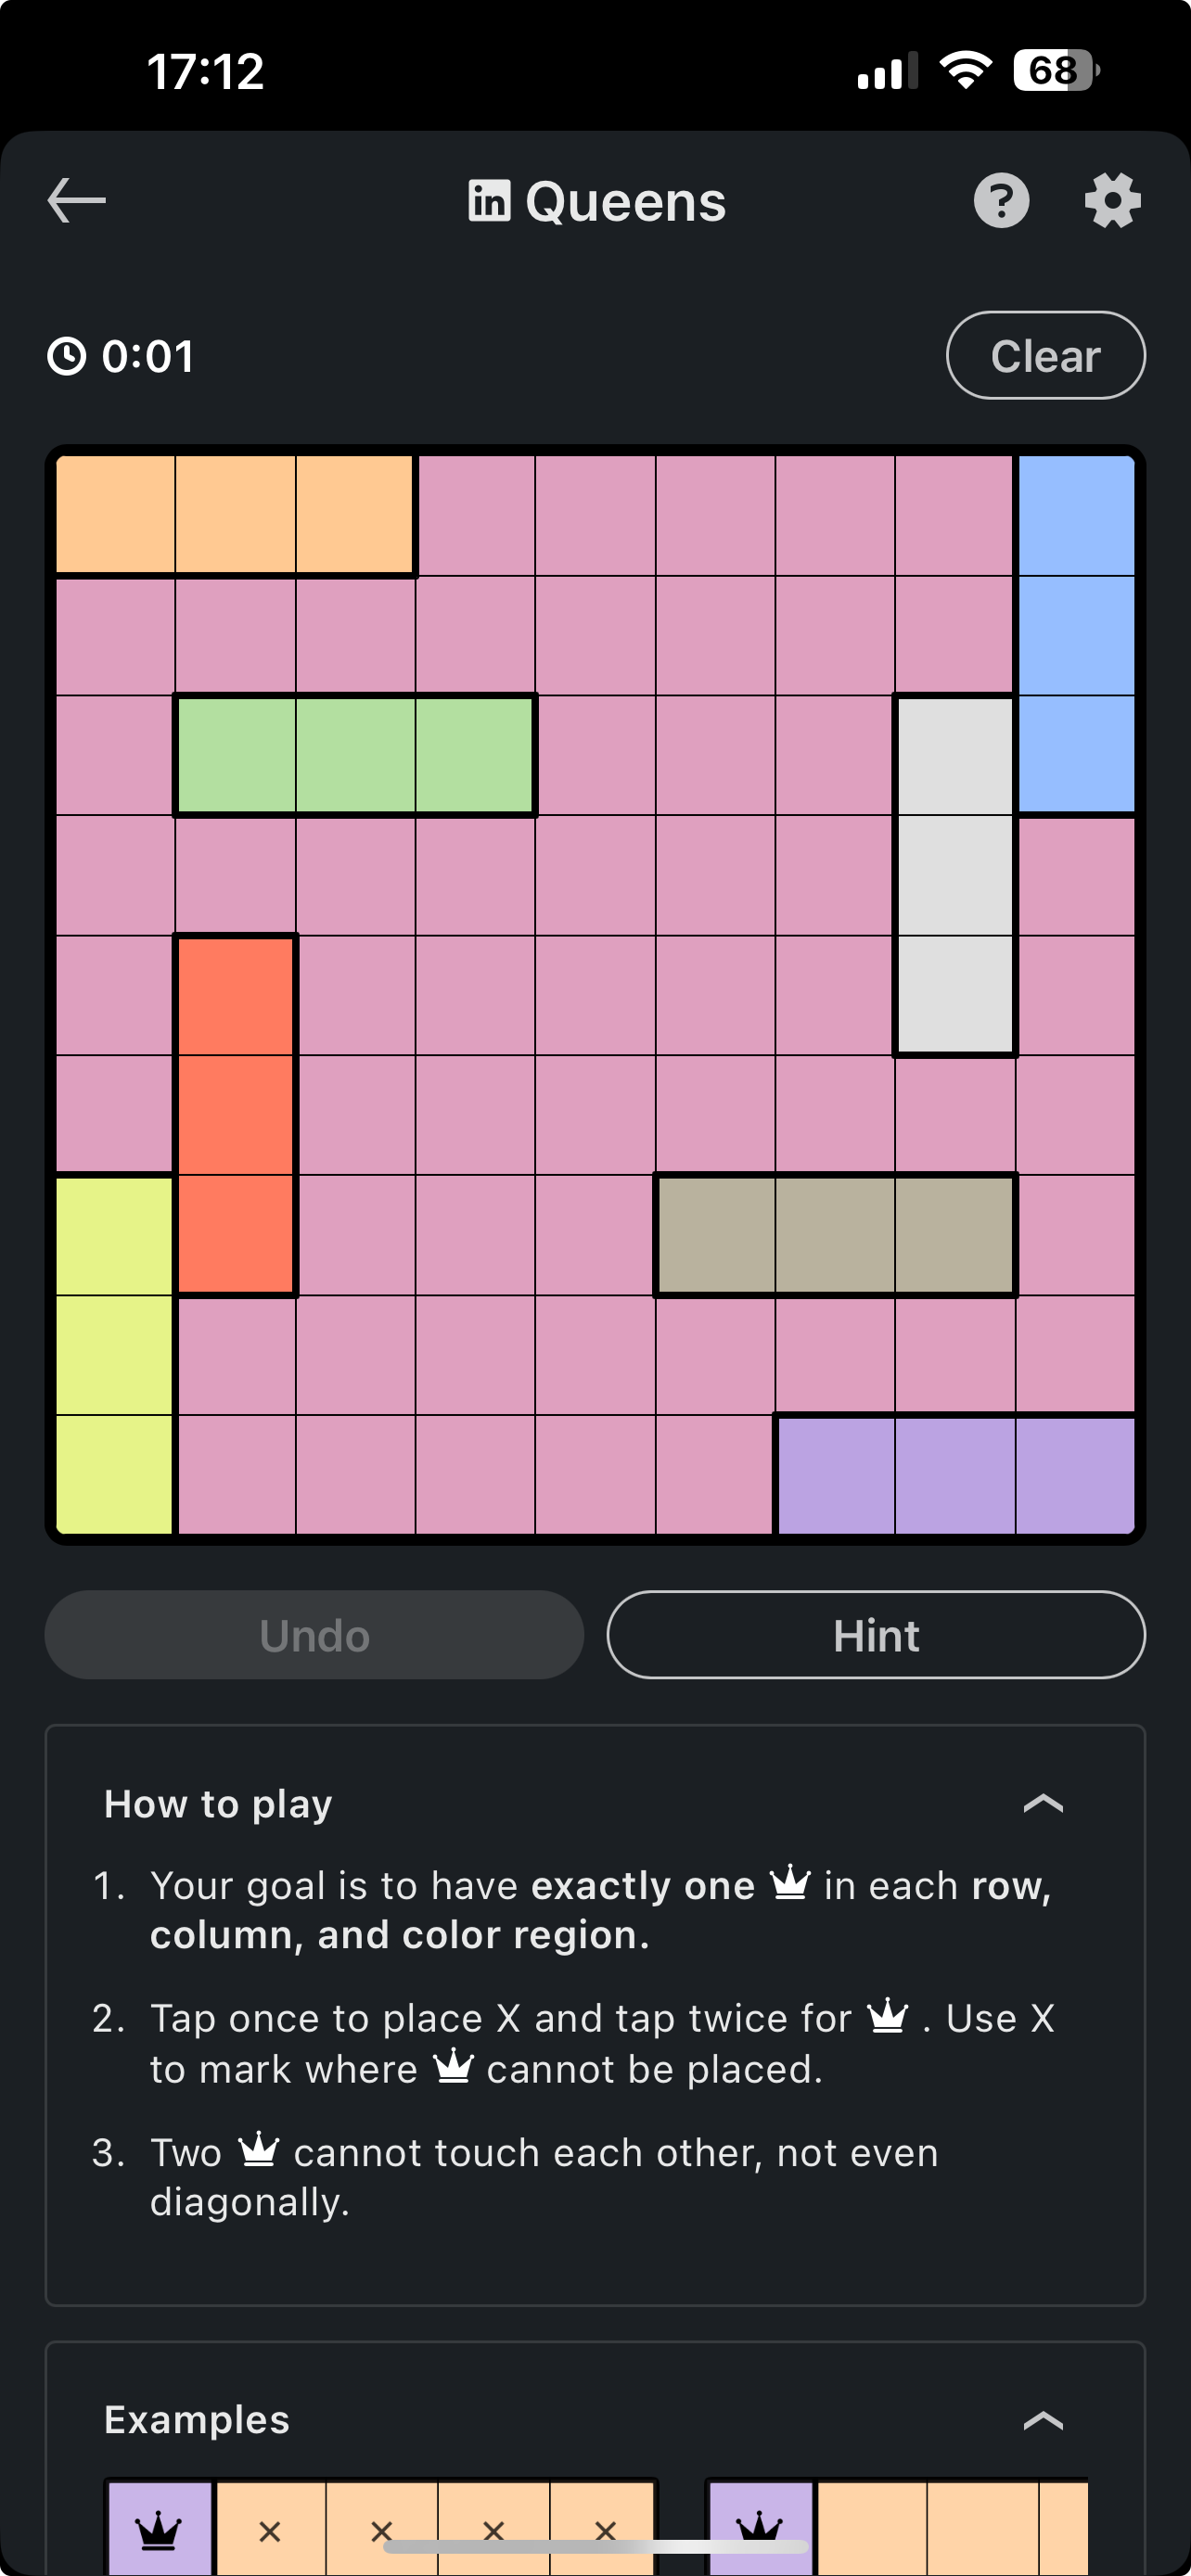 17:12
68
in Queens
?
0:01
Clear
Undo
Hint
How to play
1. Your goal is to have exactly one in each row,
column, and color region.
2. Tap once to place X and tap twice for . Use X
to mark where cannot be placed.
3. Two cannot touch each other, not even
diagonally.
Examples